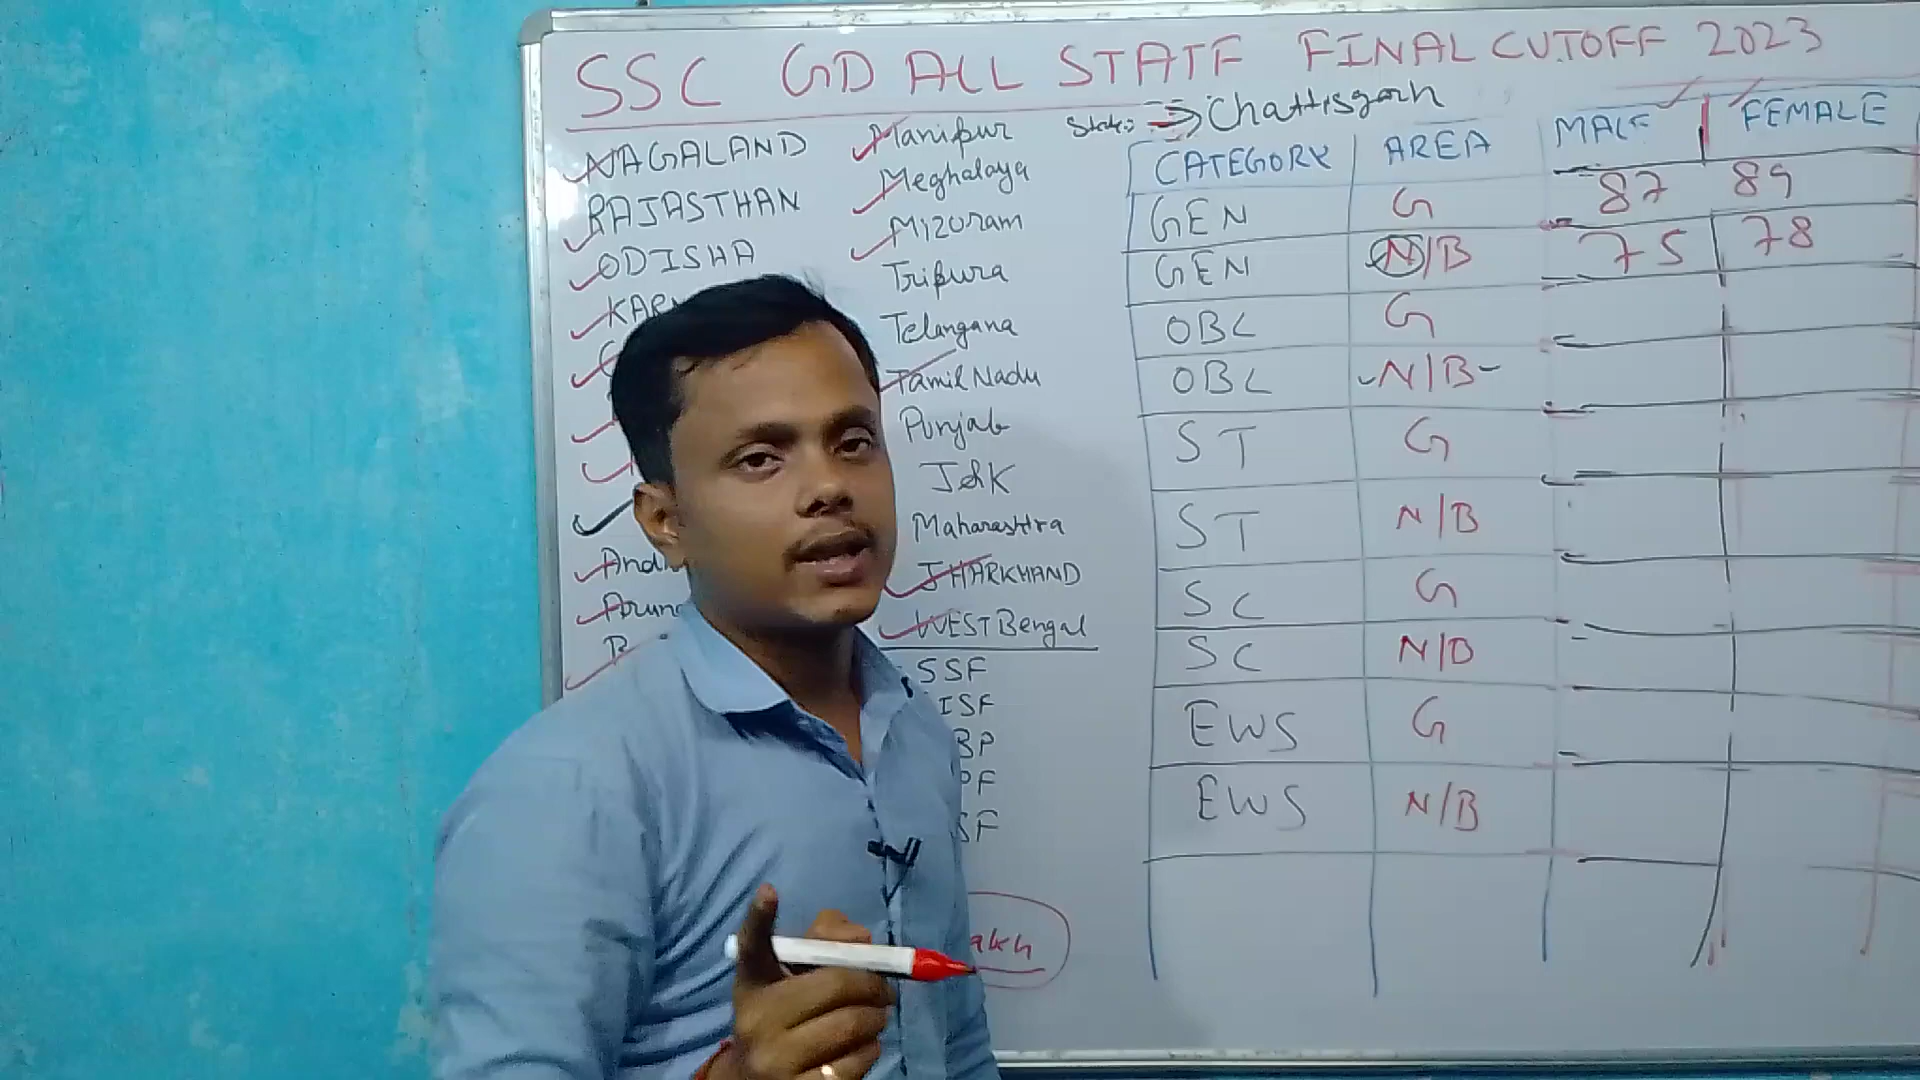 SSC GD ALL STATE FINAL CUTOFF 2023
NAGALAND
RAJASTHAN
ODISHA
Manipur
Meghalaya
Mizoram
Tripura
Telangana
Tamil Nadu
Punjab
J&K
Maharashtra
JHARKHAND
WEST Bengal
SSF
State:- ⇒ Chattisgarh
CATEGORY AREA MALE FEMALE
GEN G 87 89
GEN N/B 75 78
OBC G
OBC N/B
ST G
ST N/B
SC G
SC N/B
EWS G
EWS N/B